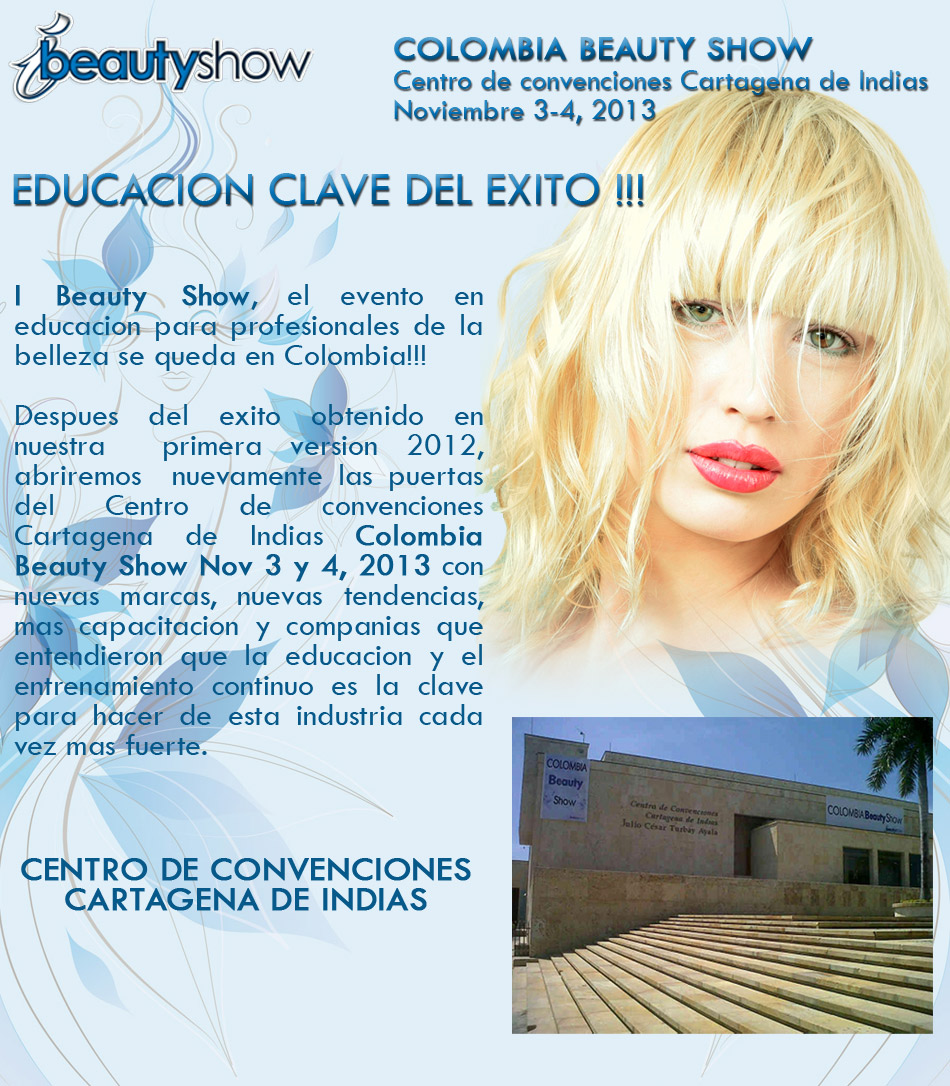 ibeautyshow
COLOMBIA BEAUTY SHOW
Centro de convenciones Cartagena de Indias
Noviembre 3-4, 2013
EDUCACION CLAVE DEL EXITO !!!
I Beauty Show, el evento en
educacion para profesionales de la
belleza se queda en Colombia!!!
Despues del exito obtenido en
nuestra primera version 2012,
abriremos nuevamente las puertas
del Centro de convenciones
Cartagena de Indias Colombia
Beauty Show Nov 3 y 4, 2013 con
nuevas marcas, nuevas tendencias,
mas capacitacion y companias que
entendieron que la educacion y el
entrenamiento continuo es la clave
para hacer de esta industria cada
vez mas fuerte.
CENTRO DE CONVENCIONES
CARTAGENA DE INDIAS
COLOMBIA
Beauty
Show
Centro de Convenciones
Cartagena de Indias
Julio César Turbay Ayala
COLOMBIA Beauty Show